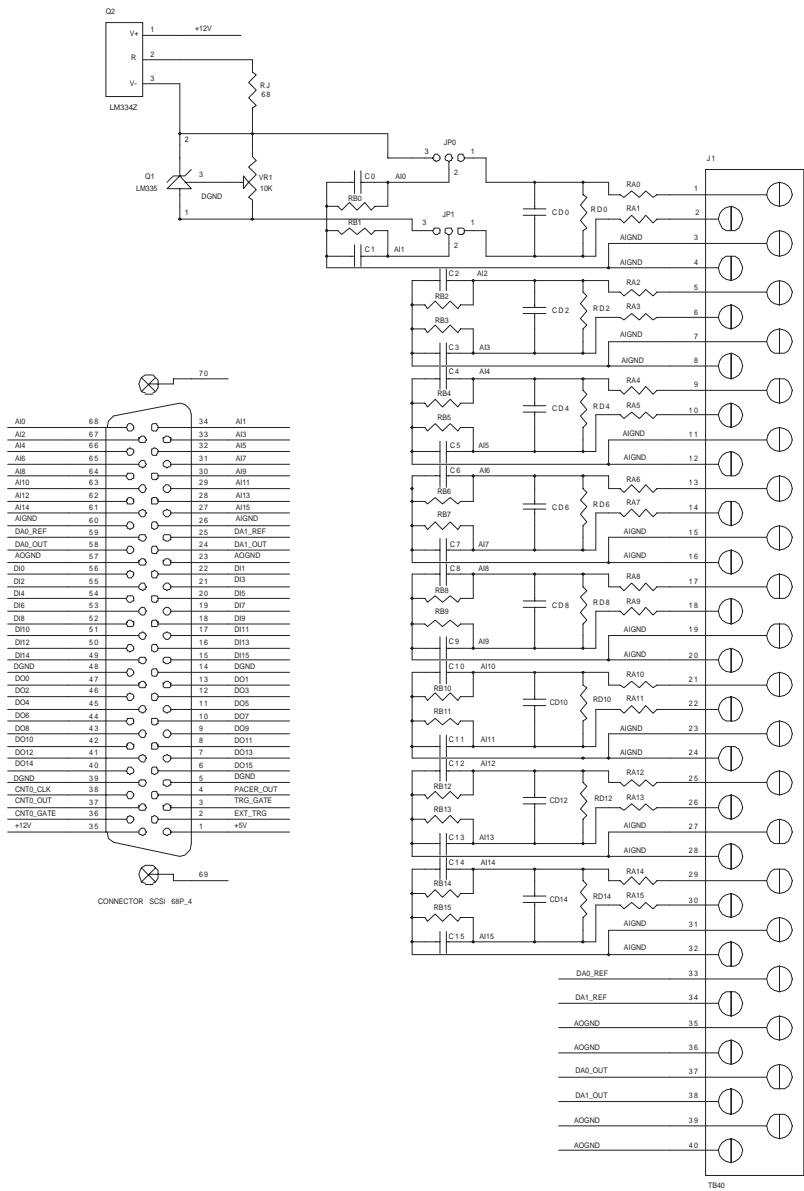 Q2
V+ 1 +12V
R 2
V- 3
LM334Z
RJ
68
2
Q1
LM335
3
DGND
VR1
10K
1
JP0
3 1
2
C0 AI0
RB0
RB1
C1 AI1
JP1
3 1
2
CD0 RD0
RA0 1
RA1 2
AIGND 3
AIGND 4
J1
C2 AI2
RB2
RB3
C3 AI3
CD2 RD2
RA2 5
RA3 6
AIGND 7
AIGND 8
C4 AI4
RB4
RB5
C5 AI5
CD4 RD4
RA4 9
RA5 10
AIGND 11
AIGND 12
C6 AI6
RB6
RB7
C7 AI7
CD6 RD6
RA6 13
RA7 14
AIGND 15
AIGND 16
C8 AI8
RB8
RB9
C9 AI9
CD8 RD8
RA8 17
RA9 18
AIGND 19
AIGND 20
C10 AI10
RB10
RB11
C11 AI11
CD10 RD10
RA10 21
RA11 22
AIGND 23
AIGND 24
C12 AI12
RB12
RB13
C13 AI13
CD12 RD12
RA12 25
RA13 26
AIGND 27
AIGND 28
C14 AI14
RB14
RB15
C15 AI15
CD14 RD14
RA14 29
RA15 30
AIGND 31
AIGND 32
DA0_REF 33
DA1_REF 34
AOGND 35
AOGND 36
DA0_OUT 37
DA1_OUT 38
AOGND 39
AOGND 40
TB40
70
AI0 68 34 AI1
AI2 67 33 AI3
AI4 66 32 AI5
AI6 65 31 AI7
AI8 64 30 AI9
AI10 63 29 AI11
AI12 62 28 AI13
AI14 61 27 AI15
AIGND 60 26 AIGND
DA0_REF 59 25 DA1_REF
DA0_OUT 58 24 DA1_OUT
AOGND 57 23 AOGND
DI0 56 22 DI1
DI2 55 21 DI3
DI4 54 20 DI5
DI6 53 19 DI7
DI8 52 18 DI9
DI10 51 17 DI11
DI12 50 16 DI13
DI14 49 15 DI15
DGND 48 14 DGND
DO0 47 13 DO1
DO2 46 12 DO3
DO4 45 11 DO5
DO6 44 10 DO7
DO8 43 9 DO9
DO10 42 8 DO11
DO12 41 7 DO13
DO14 40 6 DO15
DGND 39 5 DGND
CNT0_CLK 38 4 PACER_OUT
CNT0_OUT 37 3 TRG_GATE
CNT0_GATE 36 2 EXT_TRG
+12V 35 1 +5V
69
CONNECTOR SCSI 68P_4